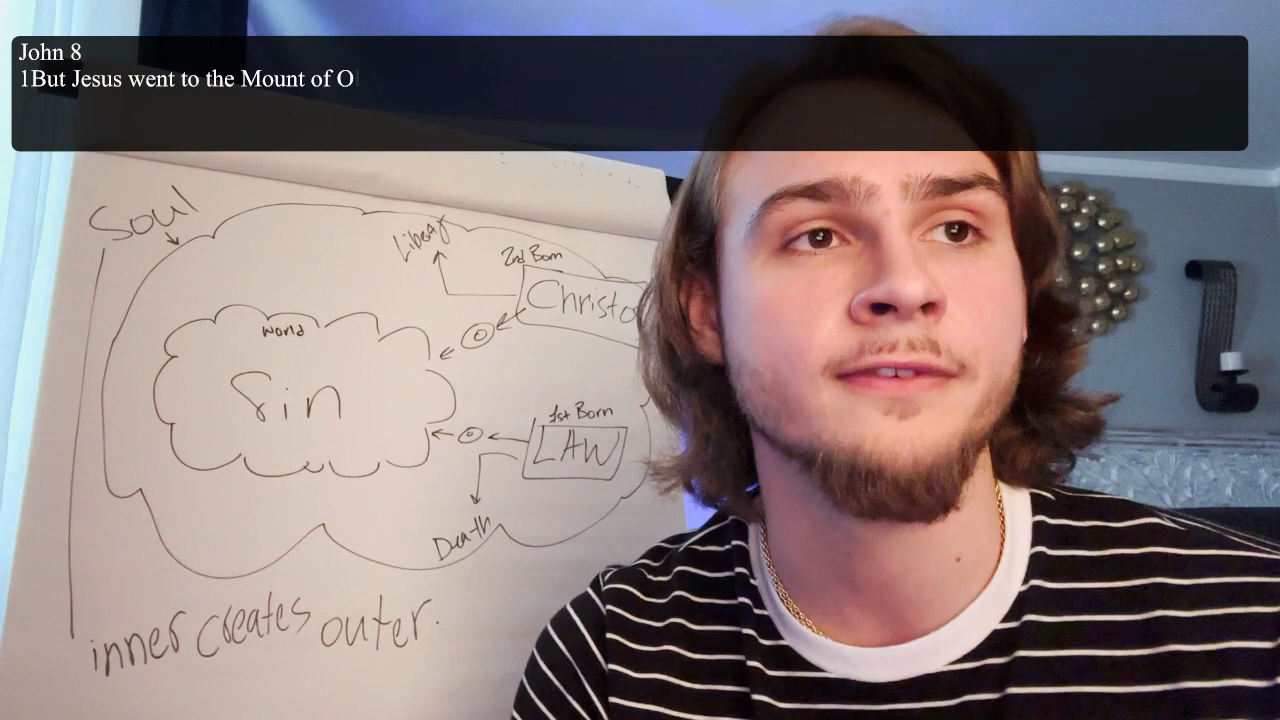 John 8
1But Jesus went to the Mount of O
Soul
Liberty
2nd Born
Christo
World
Sin
1st Born
LAW
Death
inner creates outer.